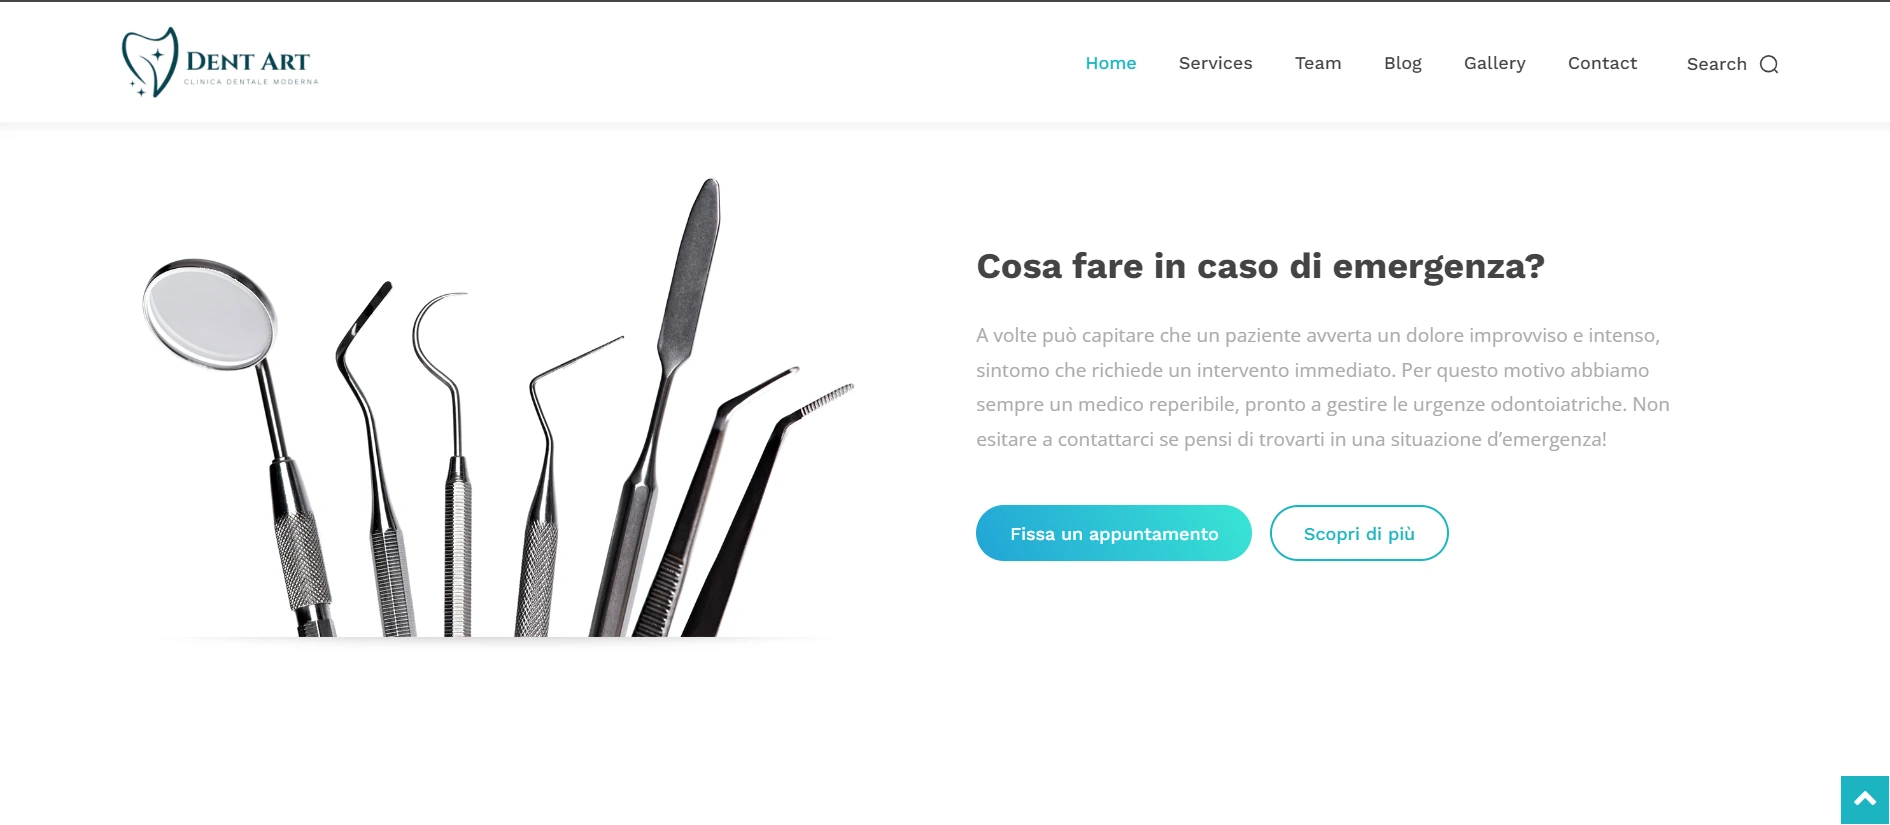 DENT ART
CLINICA DENTALE MODERNA
Home
Services
Team
Blog
Gallery
Contact
Search
Cosa fare in caso di emergenza?
A volte può capitare che un paziente avverta un dolore improvviso e intenso,
sintomo che richiede un intervento immediato. Per questo motivo abbiamo
sempre un medico reperibile, pronto a gestire le urgenze odontoiatriche. Non
esitare a contattarci se pensi di trovarti in una situazione d’emergenza!
Fissa un appuntamento
Scopri di più